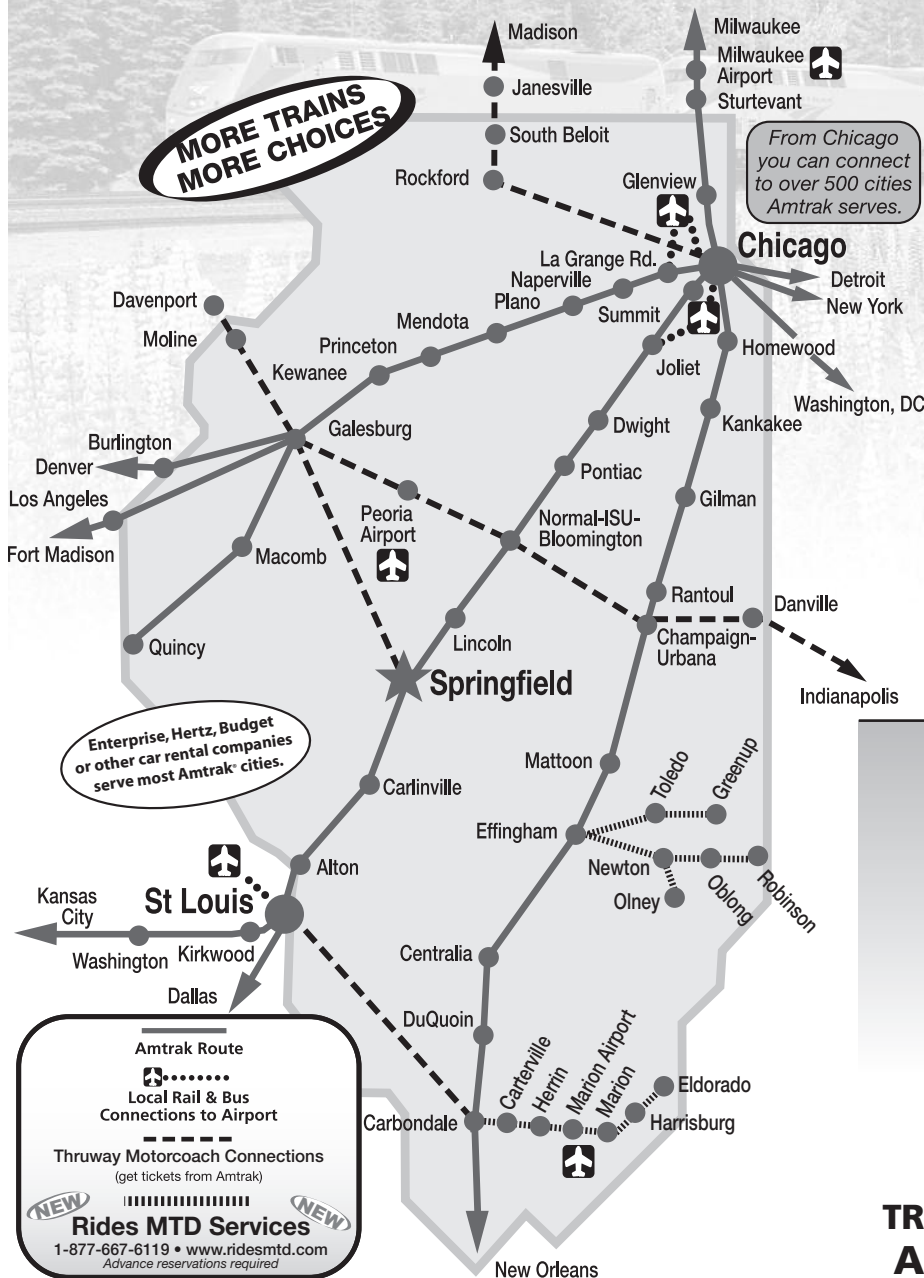 MORE TRAINS
MORE CHOICES
Madison
Janesville
South Beloit
Rockford
Milwaukee
Milwaukee
Airport
Sturtevant
Glenview
From Chicago
you can connect
to over 500 cities
Amtrak serves.
Chicago
La Grange Rd.
Naperville
Plano
Mendota
Princeton
Kewanee
Summit
Joliet
Detroit
New York
Homewood
Washington, DC
Davenport
Moline
Galesburg
Burlington
Denver
Los Angeles
Fort Madison
Macomb
Quincy
Peoria
Airport
Dwight
Pontiac
Normal-ISU-
Bloomington
Lincoln
Kankakee
Gilman
Rantoul
Champaign-
Urbana
Danville
Indianapolis
Springfield
Enterprise, Hertz, Budget
or other car rental companies
serve most Amtrak® cities.
Carlinville
Alton
St Louis
Kansas
City
Washington
Kirkwood
Dallas
Mattoon
Effingham
Toledo
Greenup
Newton
Olney
Oblong
Robinson
Centralia
DuQuoin
Carbondale
Carterville
Herrin
Marion Airport
Marion
Harrisburg
Eldorado
New Orleans
Amtrak Route
Local Rail & Bus
Connections to Airport
Thruway Motorcoach Connections
(get tickets from Amtrak)
NEW
NEW
Rides MTD Services
1-877-667-6119 • www.ridesmtd.com
Advance reservations required
TR
A